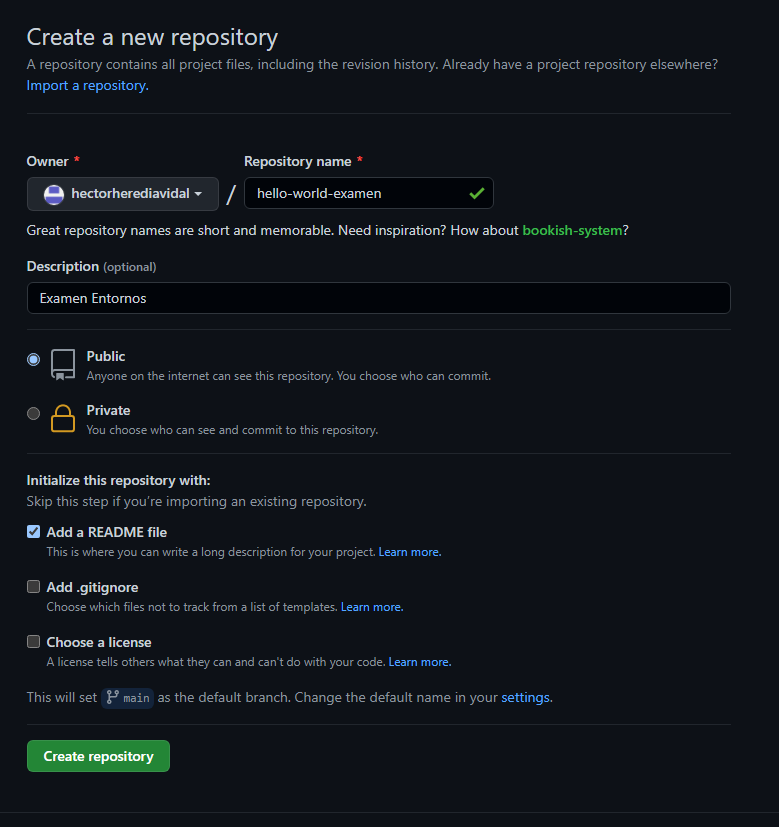 Create a new repository
A repository contains all project files, including the revision history. Already have a project repository elsewhere?
Import a repository.
Owner *
Repository name *
hectorherediavidal
/
hello-world-examen
Great repository names are short and memorable. Need inspiration? How about bookish-system?
Description (optional)
Examen Entornos
Public
Anyone on the internet can see this repository. You choose who can commit.
Private
You choose who can see and commit to this repository.
Initialize this repository with:
Skip this step if you're importing an existing repository.
Add a README file
This is where you can write a long description for your project. Learn more.
Add .gitignore
Choose which files not to track from a list of templates. Learn more.
Choose a license
A license tells others what they can and can't do with your code. Learn more.
This will set main as the default branch. Change the default name in your settings.
Create repository